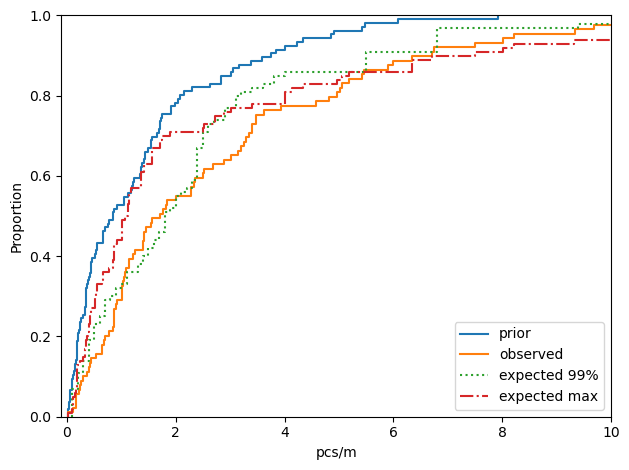 1.0
0.8
0.6
0.4
0.2
0.0
Proportion
0 2 4 6 8 10
pcs/m
prior
observed
expected 99%
expected max